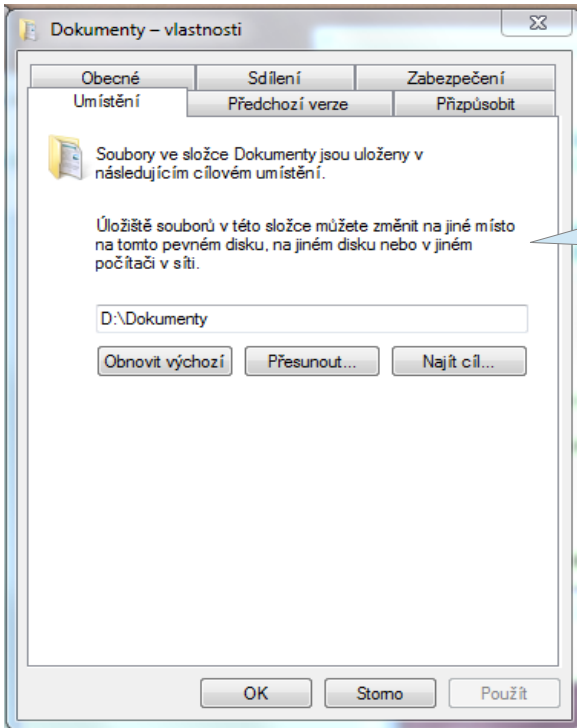 Dokumenty – vlastnosti
Obecné Sdílení Zabezpečení
Umístění Předchozí verze Přizpůsobit
Soubory ve složce Dokumenty jsou uloženy v
následujícím cílovém umístění.
Úložiště souborů v této složce můžete změnit na jiné místo
na tomto pevném disku, na jiném disku nebo v jiném
počítači v síti.
D:\Dokumenty
Obnovit výchozí Přesunout... Najít cíl...
OK Storno Použít